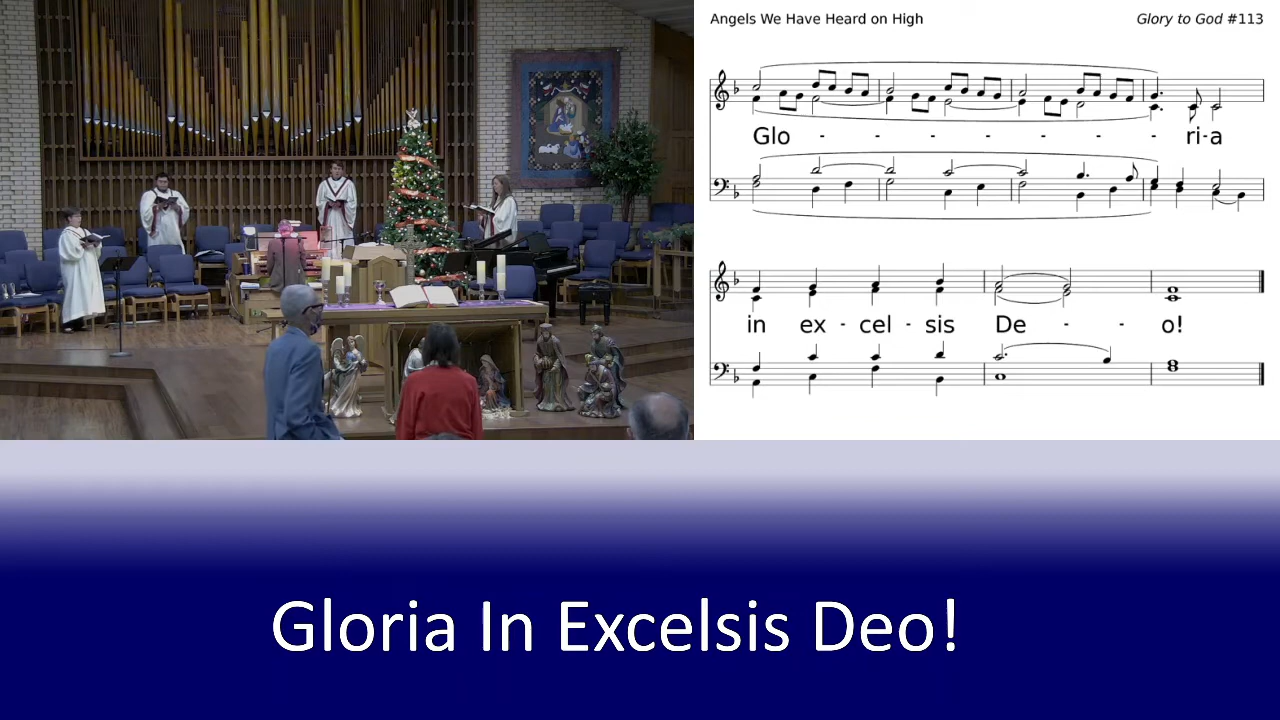 Angels We Have Heard on High
Glory to God #113
Glo - - - - - - - - ri-a
in ex - cel - sis De - - o!
Gloria In Excelsis Deo!